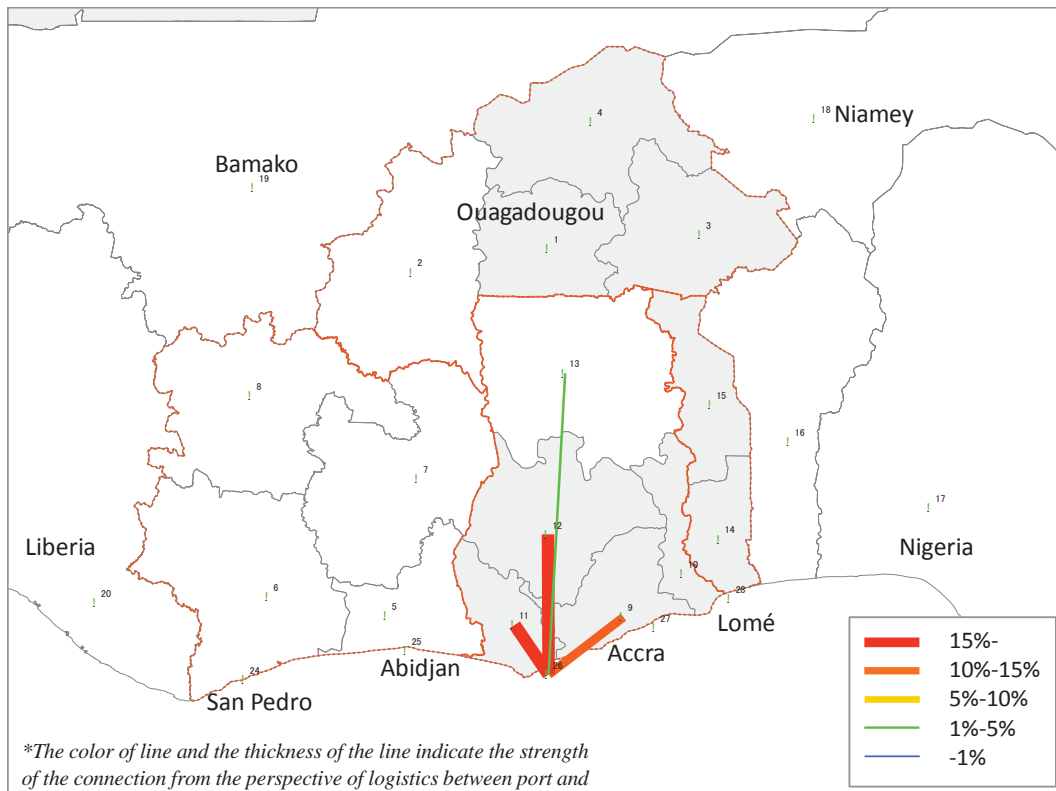 4
18 Niamey
Bamako
19
Ouagadougou
3
1
2
13
8
15
16
7
17
12
14
Liberia
Nigeria
19
20
6
5
11
9
28
27
Lomé
25
Accra
Abidjan
26
24
San Pedro
15%-
10%-15%
5%-10%
1%-5%
-1%
*The color of line and the thickness of the line indicate the strength
of the connection from the perspective of logistics between port and